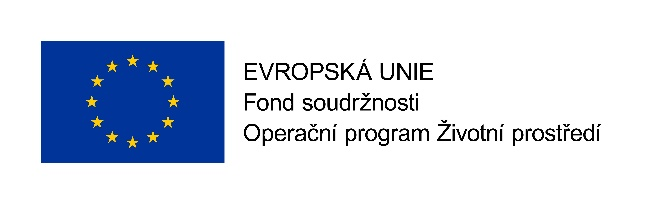 EVROPSKÁ UNIE
Fond soudržnosti
Operační program Životní prostředí